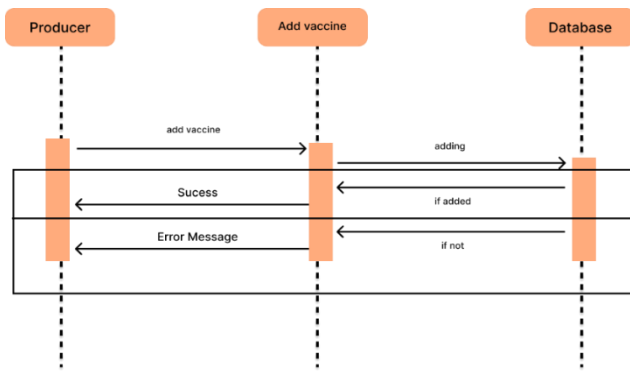 Producer
Add vaccine
Database
add vaccine
adding
Sucess
if added
Error Message
if not